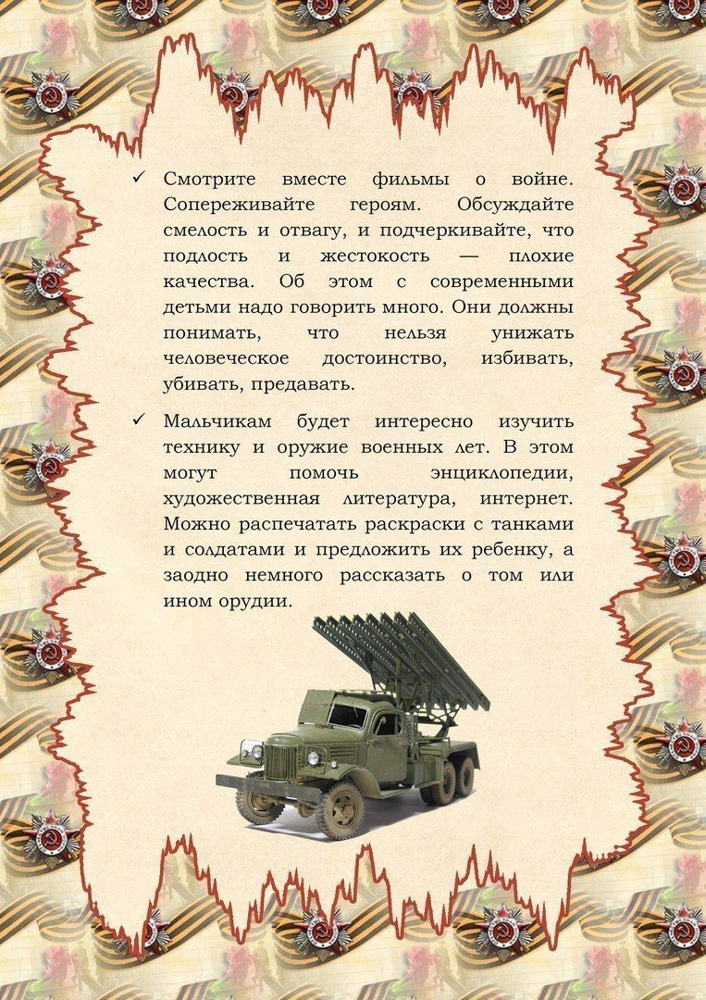 ✓ Смотрите вместе фильмы о войне.
Сопереживайте героям. Обсуждайте
смелость и отвагу, и подчеркивайте, что
подлость и жестокость — плохие
качества. Об этом с современными
детьми надо говорить много. Они должны
понимать, что нельзя унижать
человеческое достоинство, избивать,
убивать, предавать.
✓ Мальчикам будет интересно изучить
технику и оружие военных лет. В этом
могут помочь энциклопедии,
художественная литература, интернет.
Можно распечатать раскраски с танками
и солдатами и предложить их ребенку, а
заодно немного рассказать о том или
ином орудии.